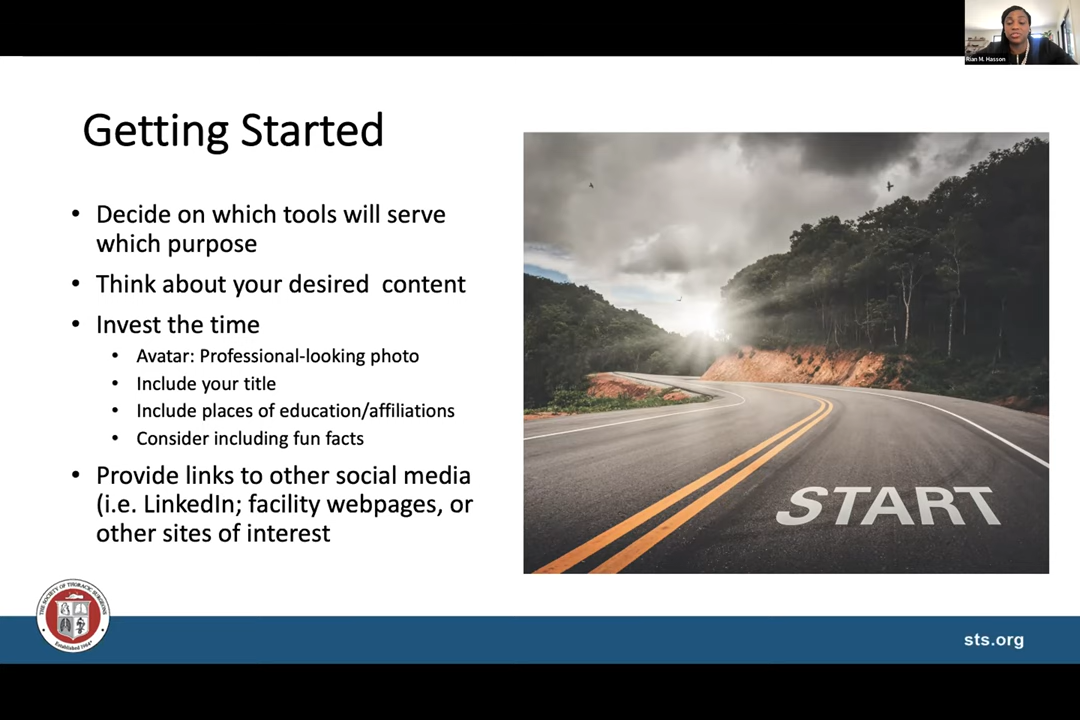 Rian M. Hasson
Getting Started
• Decide on which tools will serve
which purpose
• Think about your desired  content
• Invest the time
• Avatar: Professional-looking photo
• Include your title
• Include places of education/affiliations
• Consider including fun facts
• Provide links to other social media
(i.e. LinkedIn; facility webpages, or
other sites of interest
START
THE SOCIETY OF THORACIC SURGEONS
Established 1964
sts.org